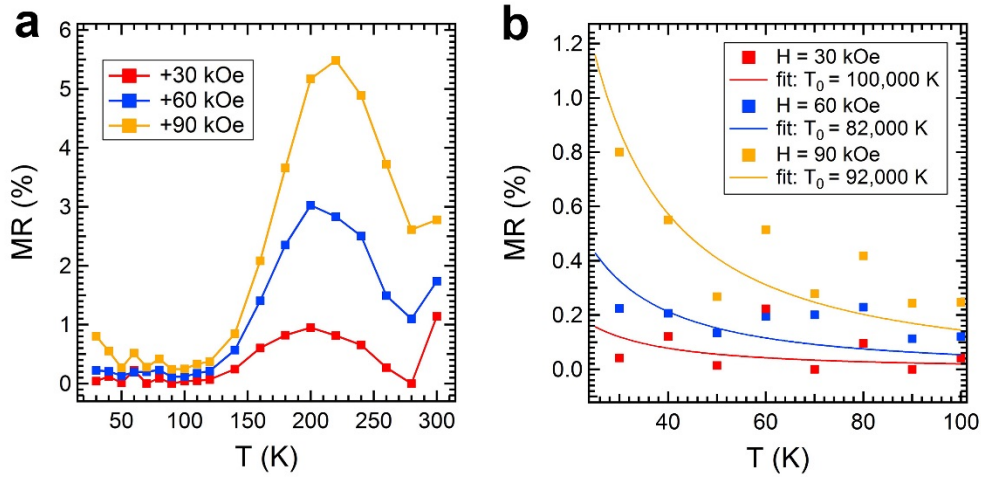 a
6
5
4
3
2
1
0
MR (%)
+30 kOe
+60 kOe
+90 kOe
50
100
150
200
250
300
T (K)
b
1.2
1.0
0.8
0.6
0.4
0.2
0.0
MR (%)
H = 30 kOe
fit: T₀ = 100,000 K
H = 60 kOe
fit: T₀ = 82,000 K
H = 90 kOe
fit: T₀ = 92,000 K
40
60
80
100
T (K)